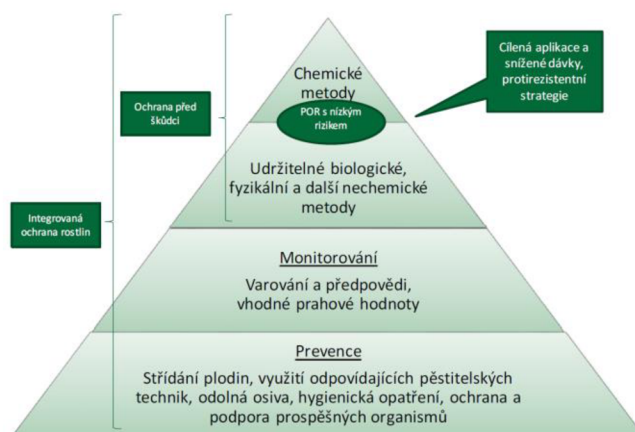 Chemické
metody
POR s nízkým
rizikem
Cílená aplikace a
snížené dávky,
protirezistentní
strategie
Ochrana před
škůdci
Udržitelné biologické,
fyzikální a další nechemické
metody
Integrovaná
ochrana rostlin
Monitorování
Varování a předpovědi,
vhodné prahové hodnoty
Prevence
Střídání plodin, využití odpovídajících pěstitelských
technik, odolná osiva, hygienická opatření, ochrana a
podpora prospěšných organismů